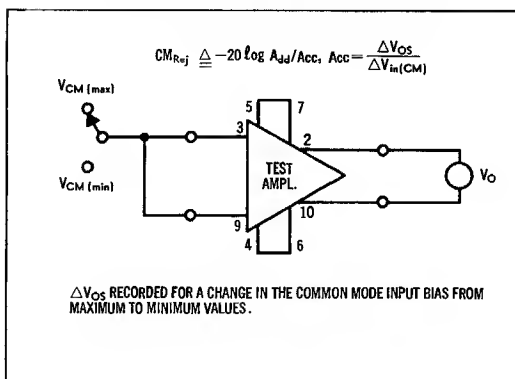 CMRej ≜ −20 log Add/Acc, Acc = ΔVOS/ΔVin(CM)
VCM (max)
5 7
3 2
TEST
AMPL.
VO
VCM (min)
9 10
4 6
ΔVOS RECORDED FOR A CHANGE IN THE COMMON MODE INPUT BIAS FROM
MAXIMUM TO MINIMUM VALUES.